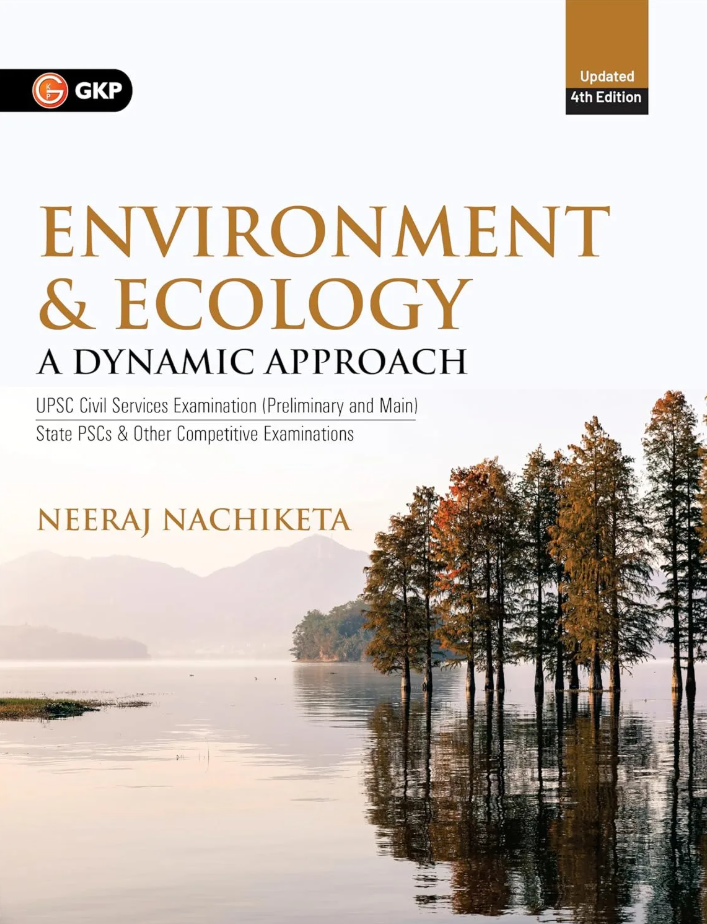 GKP
Updated
4th Edition
ENVIRONMENT
& ECOLOGY
A DYNAMIC APPROACH
UPSC Civil Services Examination (Preliminary and Main)
State PSCs & Other Competitive Examinations
NEERAJ NACHIKETA